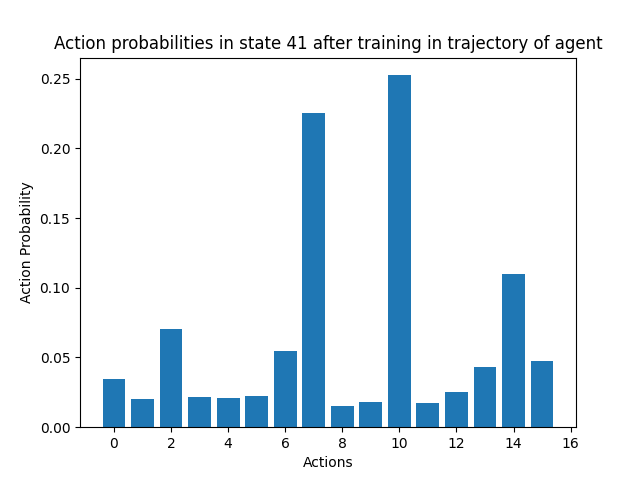 Action probabilities in state 41 after training in trajectory of agent
0.25
0.20
0.15
0.10
0.05
0.00
Action Probability
0 2 4 6 8 10 12 14 16
Actions